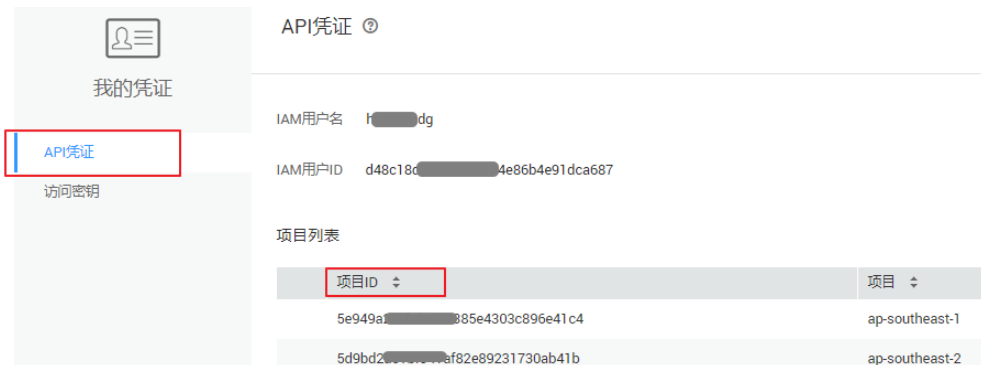 API凭证
我的凭证
IAM用户名 h dg
API凭证
IAM用户ID d48c18 4e86b4e91dca687
访问密钥
项目列表
项目ID 项目
5e949a 385e4303c896e41c4 ap-southeast-1
5d9bd2 af82e89231730ab41b ap-southeast-2